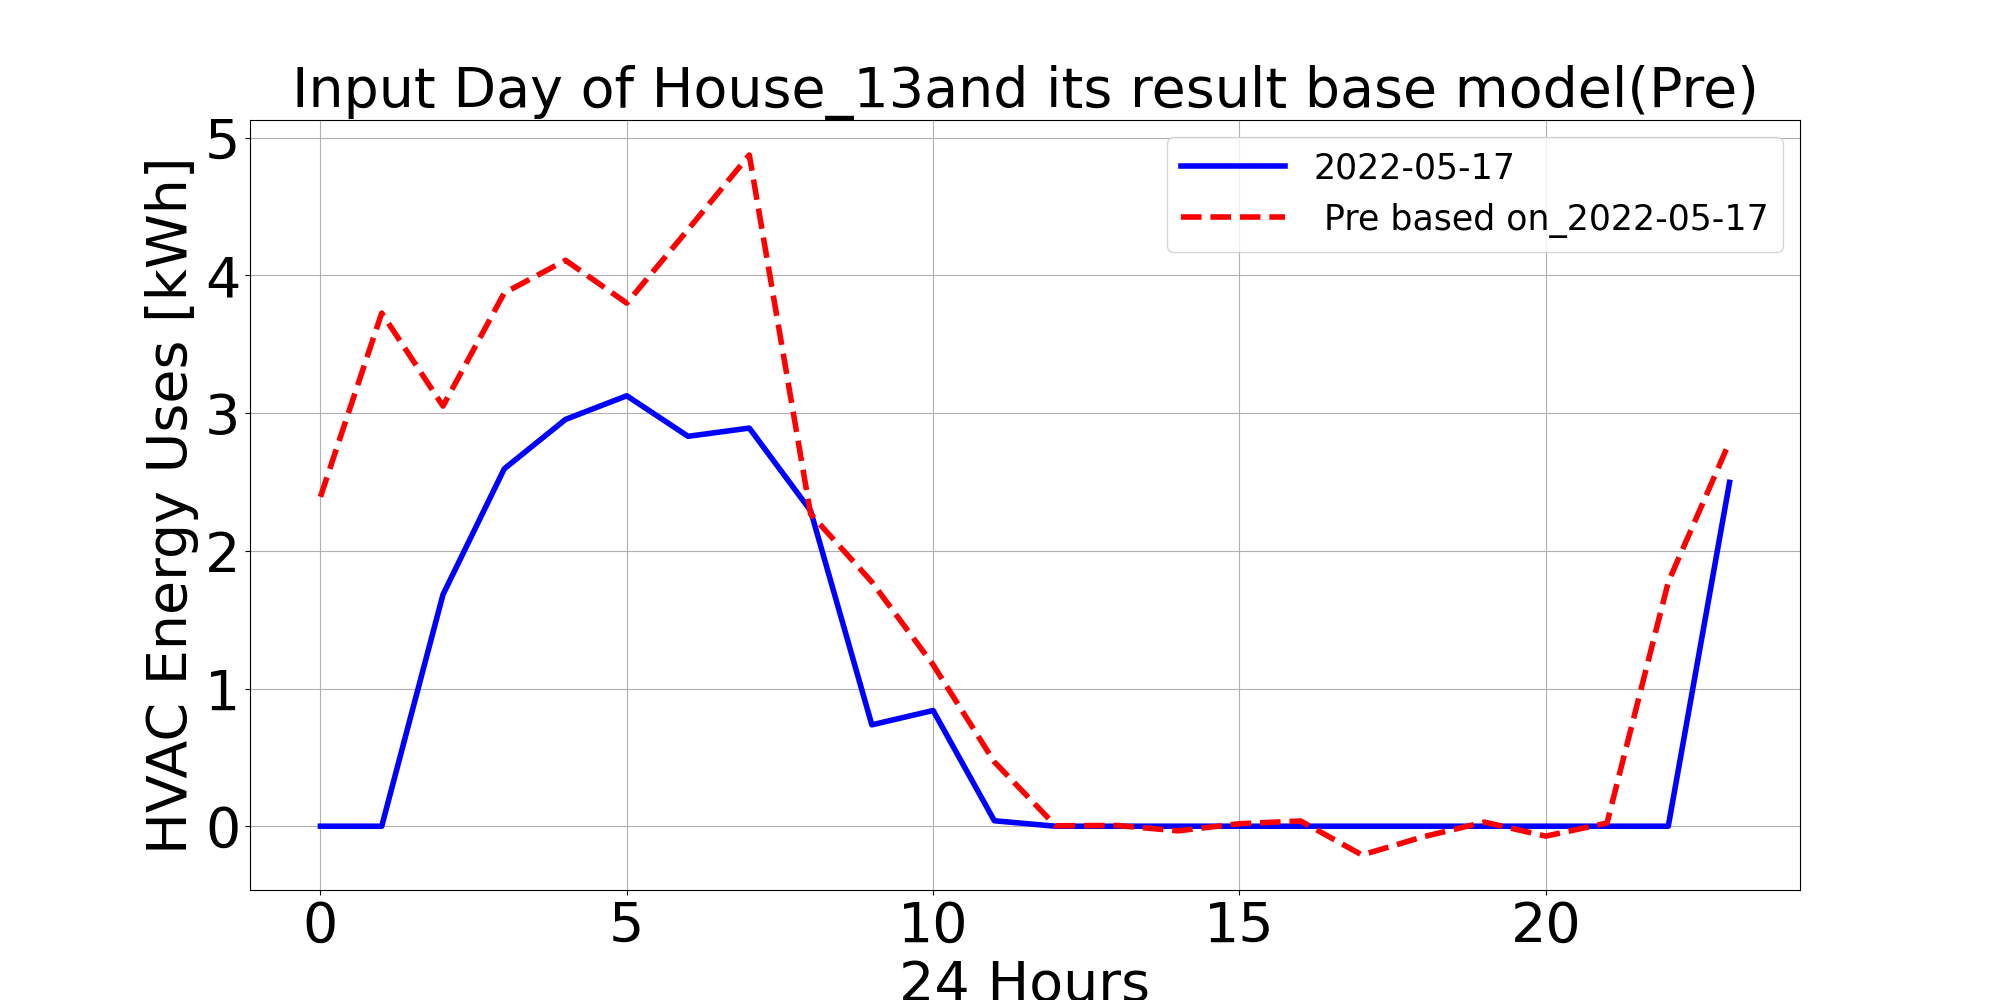 Input Day of House_13and its result base model(Pre)
HVAC Energy Uses [kWh]
5
4
3
2
1
0
2022-05-17
Pre based on_2022-05-17
0 5 10 15 20
24 Hours